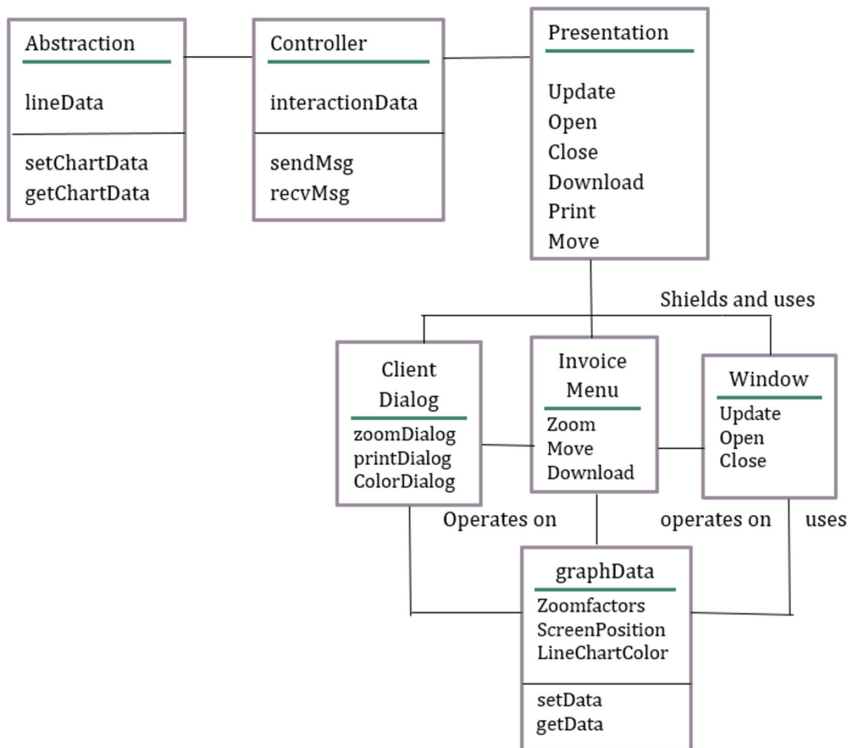 Abstraction
lineData
setChartData
getChartData
Controller
interactionData
sendMsg
recvMsg
Presentation
Update
Open
Close
Download
Print
Move
Shields and uses
Client
Dialog
zoomDialog
printDialog
ColorDialog
Invoice
Menu
Zoom
Move
Download
Window
Update
Open
Close
Operates on
operates on
uses
graphData
Zoomfactors
ScreenPosition
LineChartColor
setData
getData